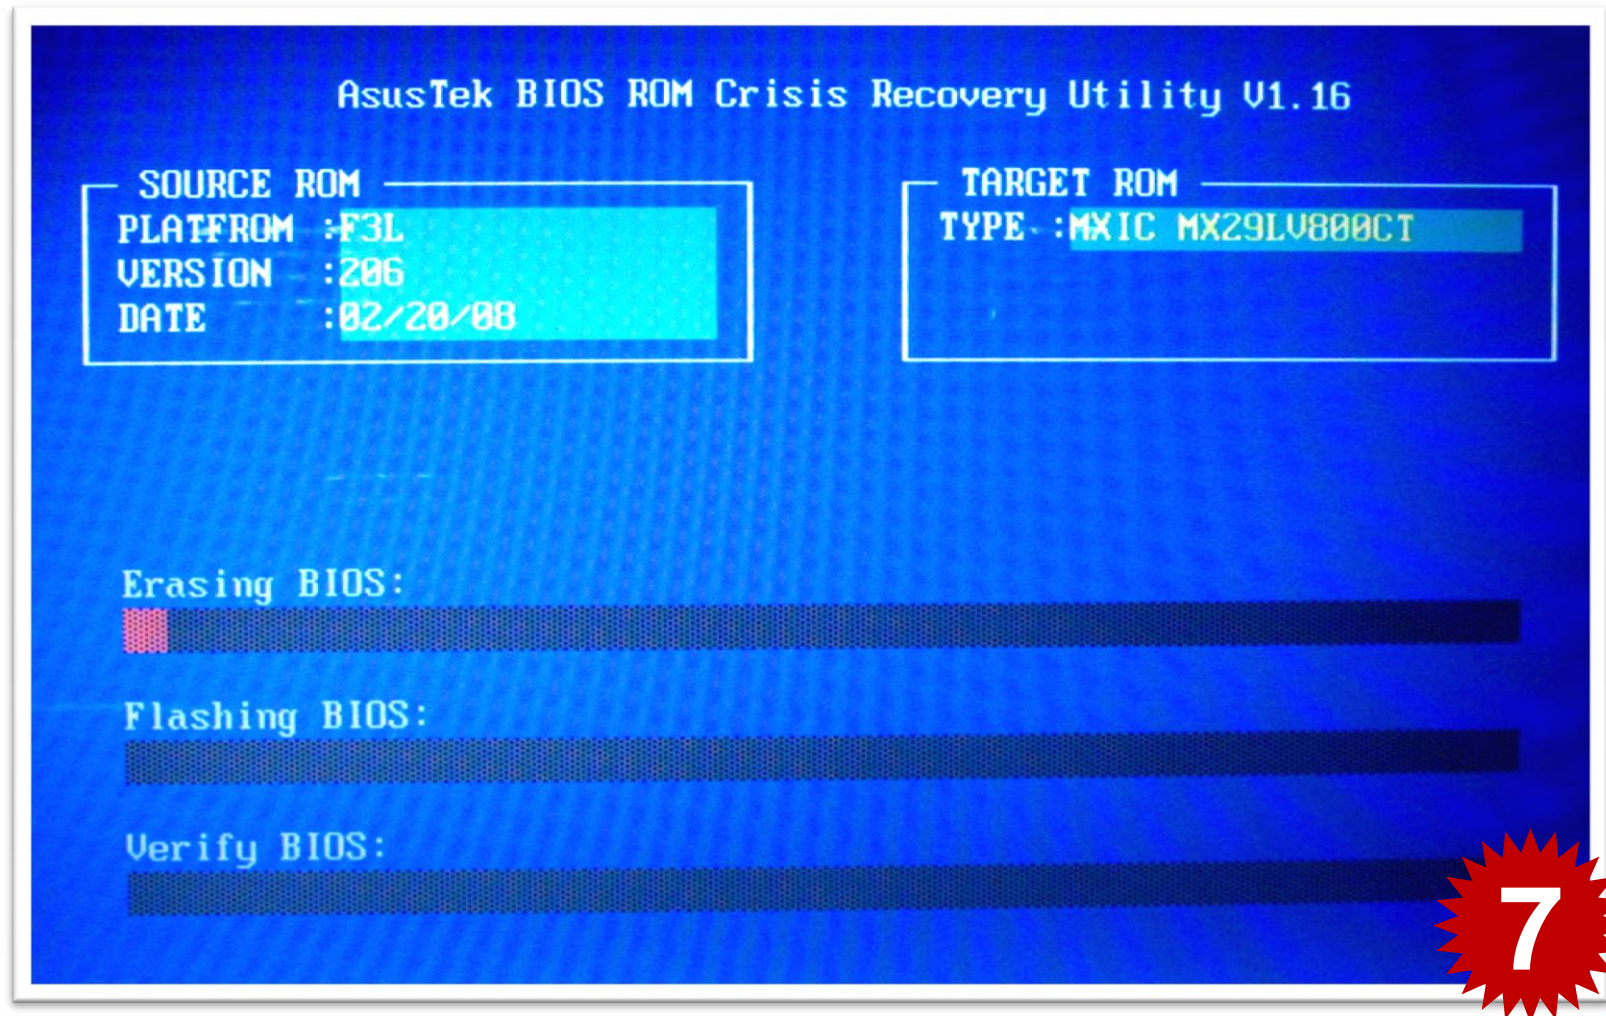 AsusTek BIOS ROM Crisis Recovery Utility V1.16
SOURCE ROM
PLATFROM :F3L
VERSION :206
DATE :02/20/08
TARGET ROM
TYPE :MXIC MX29LV800CT
Erasing BIOS:
Flashing BIOS:
Verify BIOS:
7